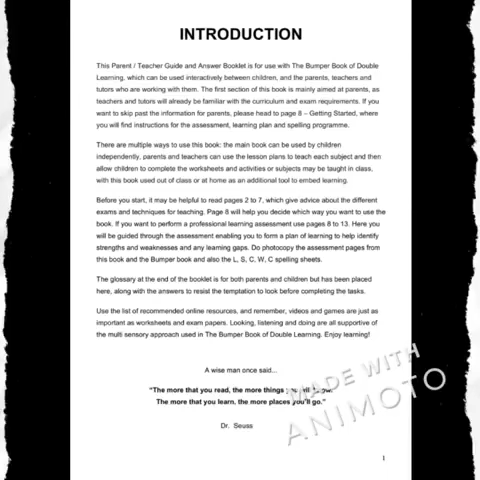 INTRODUCTION
This Parent / Teacher Guide and Answer Booklet is for use with The Bumper Book of Double
Learning, which can be used interactively between children, and the parents, teachers and
tutors who are working with them. The first section of this book is mainly aimed at parents, as
teachers and tutors will already be familiar with the curriculum and exam requirements. If you
want to skip past the information for parents, please head to page 8 – Getting Started, where
you will find instructions for the assessment, learning plan and spelling programme.
There are multiple ways to use this book: the main book can be used by children
independently, parents and teachers can use the lesson plans to teach each subject and then
allow children to complete the worksheets and activities or subjects may be taught in class,
with this book used out of class or at home as an additional tool to embed learning.
Before you start, it may be helpful to read pages 2 to 7, which give advice about the different
exams and techniques for teaching. Page 8 will help you decide which way you want to use the
book. If you want to perform a professional learning assessment use pages 8 to 13. Here you
will be guided through the assessment enabling you to form a plan of learning to help identify
strengths and weaknesses and any learning gaps. Do photocopy the assessment pages from
this book and the Bumper book and also the L, S, C, W, C spelling sheets.
The glossary at the end of the booklet is for both parents and children but has been placed
here, along with the answers to resist the temptation to look before completing the tasks.
Use the list of recommended online resources, and remember, videos and games are just as
important as worksheets and exam papers. Looking, listening and doing are all supportive of
the multi sensory approach used in The Bumper Book of Double Learning. Enjoy learning!
A wise man once said...
"The more that you read, the more things
The more that you learn, the more places you'll go."
Dr. Seuss
MADE WITH
ANIMOTO
1